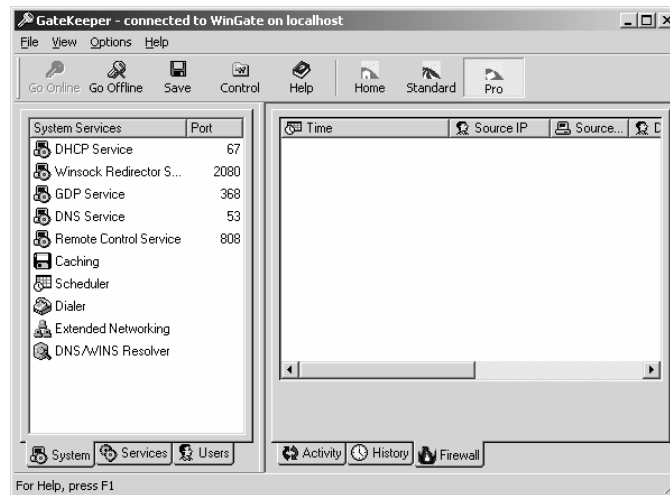 GateKeeper - connected to WinGate on localhost
File View Options Help
Go Online Go Offline Save Control Help Home Standard Pro
System Services Port
DHCP Service 67
Winsock Redirector S... 2080
GDP Service 368
DNS Service 53
Remote Control Service 808
Caching
Scheduler
Dialer
Extended Networking
DNS/WINS Resolver
System Services Users
Time Source IP Source... D
Activity History Firewall
For Help, press F1